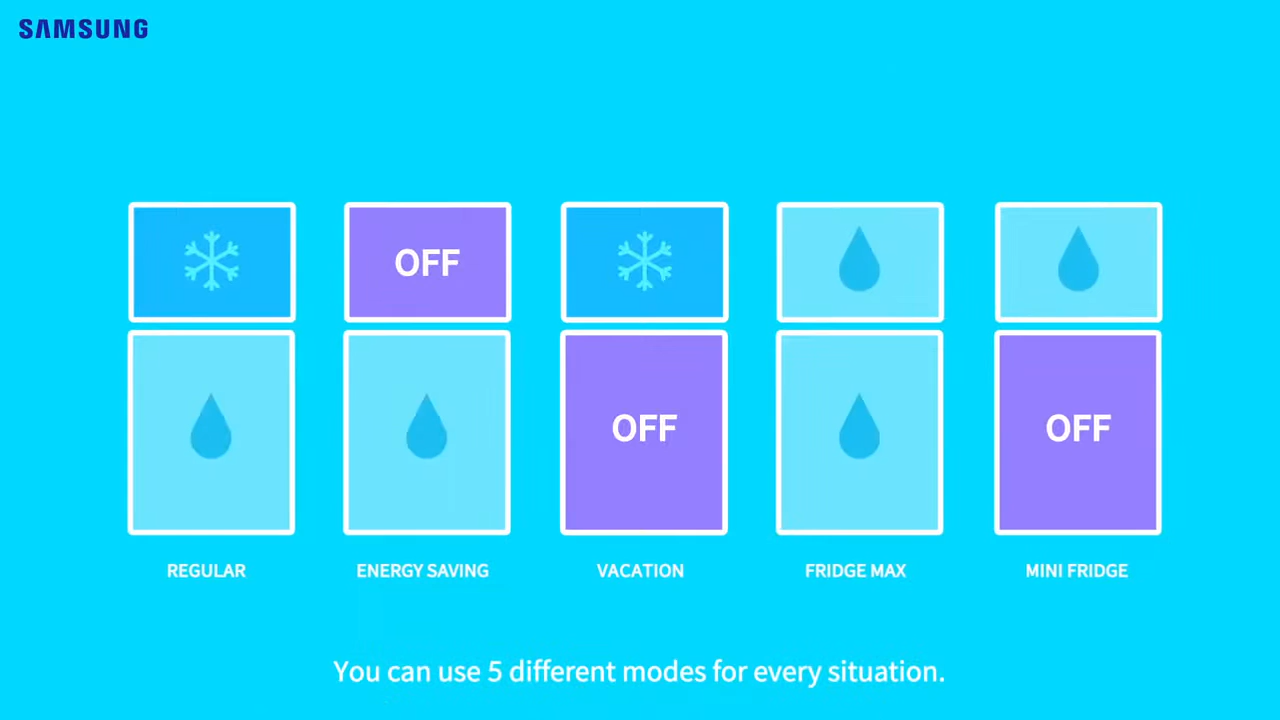 SAMSUNG
OFF
OFF
OFF
REGULAR
ENERGY SAVING
VACATION
FRIDGE MAX
MINI FRIDGE
You can use 5 different modes for every situation.